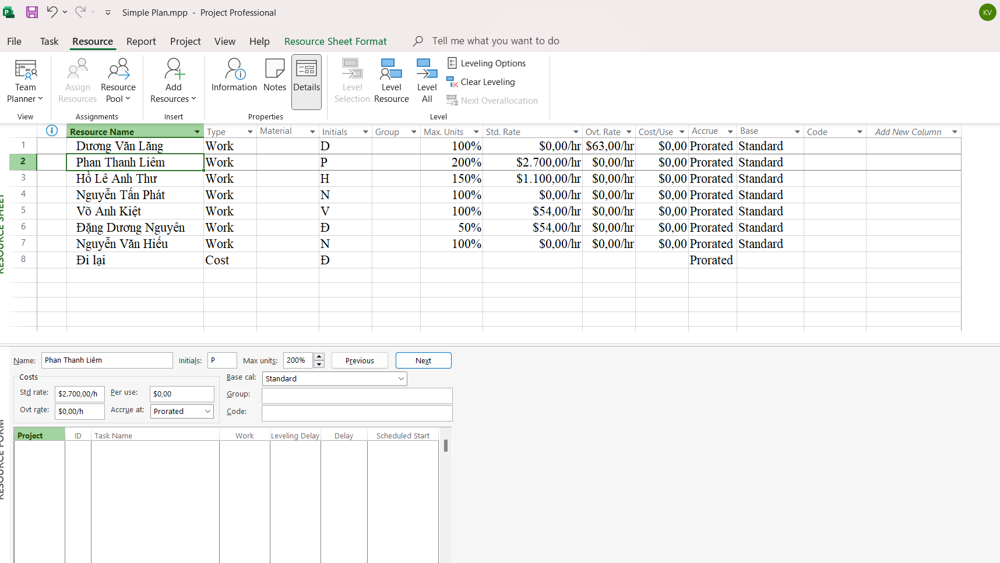 Simple Plan.mpp - Project Professional
KV
File Task Resource Report Project View Help Resource Sheet Format Tell me what you want to do
Team Planner
View
Assign Resources
Resource Pool
Assignments
Add Resources
Insert
Information
Notes
Details
Properties
Level Selection
Level Resource
Level All
Leveling Options
Clear Leveling
Next Overallocation
Level
Resource Name Type Material Initials Group Max. Units Std. Rate Ovt. Rate Cost/Use Accrue Base Code Add New Column
1 Dương Văn Lăng Work D 100% $0,00/hr $63,00/hr $0,00 Prorated Standard
2 Phan Thanh Liêm Work P 200% $2.700,00/hr $0,00/hr $0,00 Prorated Standard
3 Hồ Lê Anh Thư Work H 150% $1.100,00/hr $0,00/hr $0,00 Prorated Standard
4 Nguyễn Tấn Phát Work N 100% $0,00/hr $0,00/hr $0,00 Prorated Standard
5 Võ Anh Kiệt Work V 100% $54,00/hr $0,00/hr $0,00 Prorated Standard
6 Đặng Dương Nguyên Work Đ 50% $54,00/hr $0,00/hr $0,00 Prorated Standard
7 Nguyễn Văn Hiếu Work N 100% $0,00/hr $0,00/hr $0,00 Prorated Standard
8 Đi lại Cost Đ Prorated
RESOURCE SHEET
Name: Phan Thanh Liêm Initials: P Max units: 200% Previous Next
Costs
Base cal: Standard
Std rate: $2.700,00/h Per use: $0,00
Group:
Ovt rate: $0,00/h Accrue at: Prorated
Code:
Project ID Task Name Work Leveling Delay Delay Scheduled Start
RESOURCE FORM